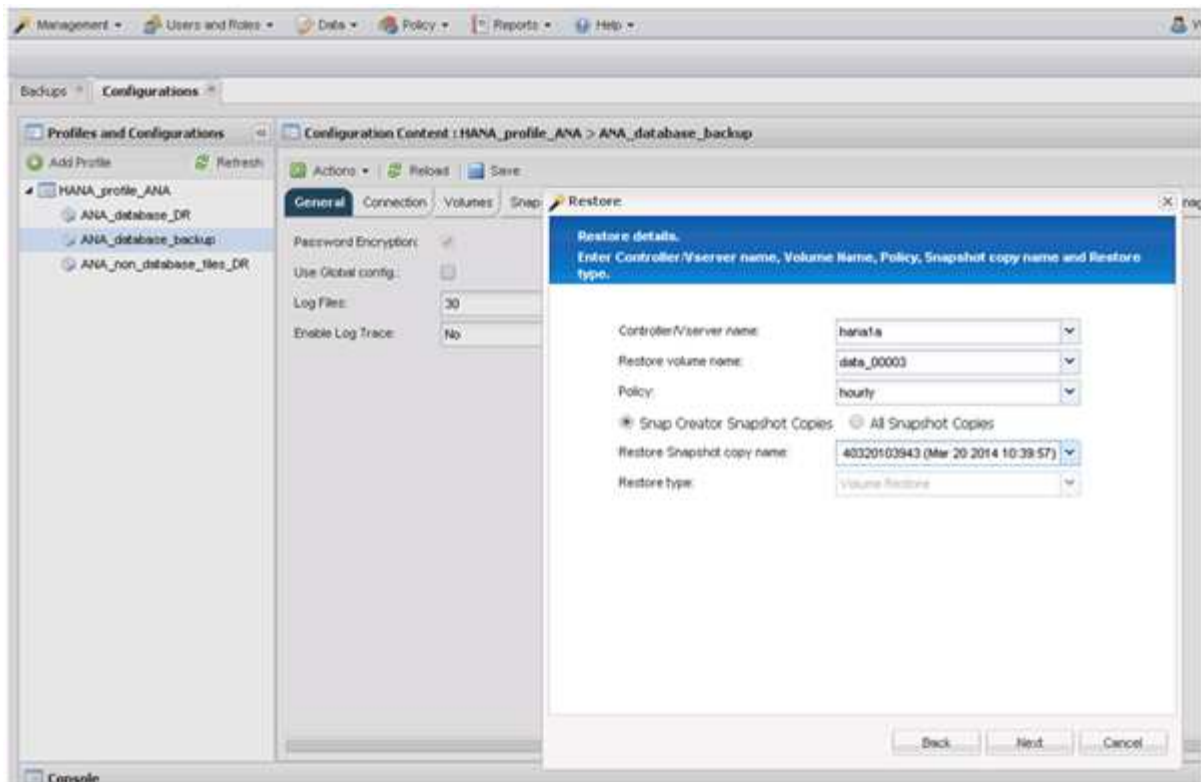 Management Users and Roles Data Policy Reports Help
Backups Configurations
Profiles and Configurations
Add Profile Refresh
HANA_profile_ANA
ANA_database_DR
ANA_database_backup
ANA_non_database_files_DR
Configuration Content : HANA_profile_ANA > ANA_database_backup
Actions Reload Save
General Connection Volumes Snap
Password Encryption:
Use Global config.:
Log Files: 30
Enable Log Trace: No
Restore
Restore details.
Enter Controller/Vserver name, Volume Name, Policy, Snapshot copy name and Restore
type.
Controller/Vserver name: hana1a
Restore volume name: data_00003
Policy: hourly
Snap Creator Snapshot Copies All Snapshot Copies
Restore Snapshot copy name: 40320103943 (Mar 20 2014 10:39:57)
Restore type: Volume Restore
Back Next Cancel
Console